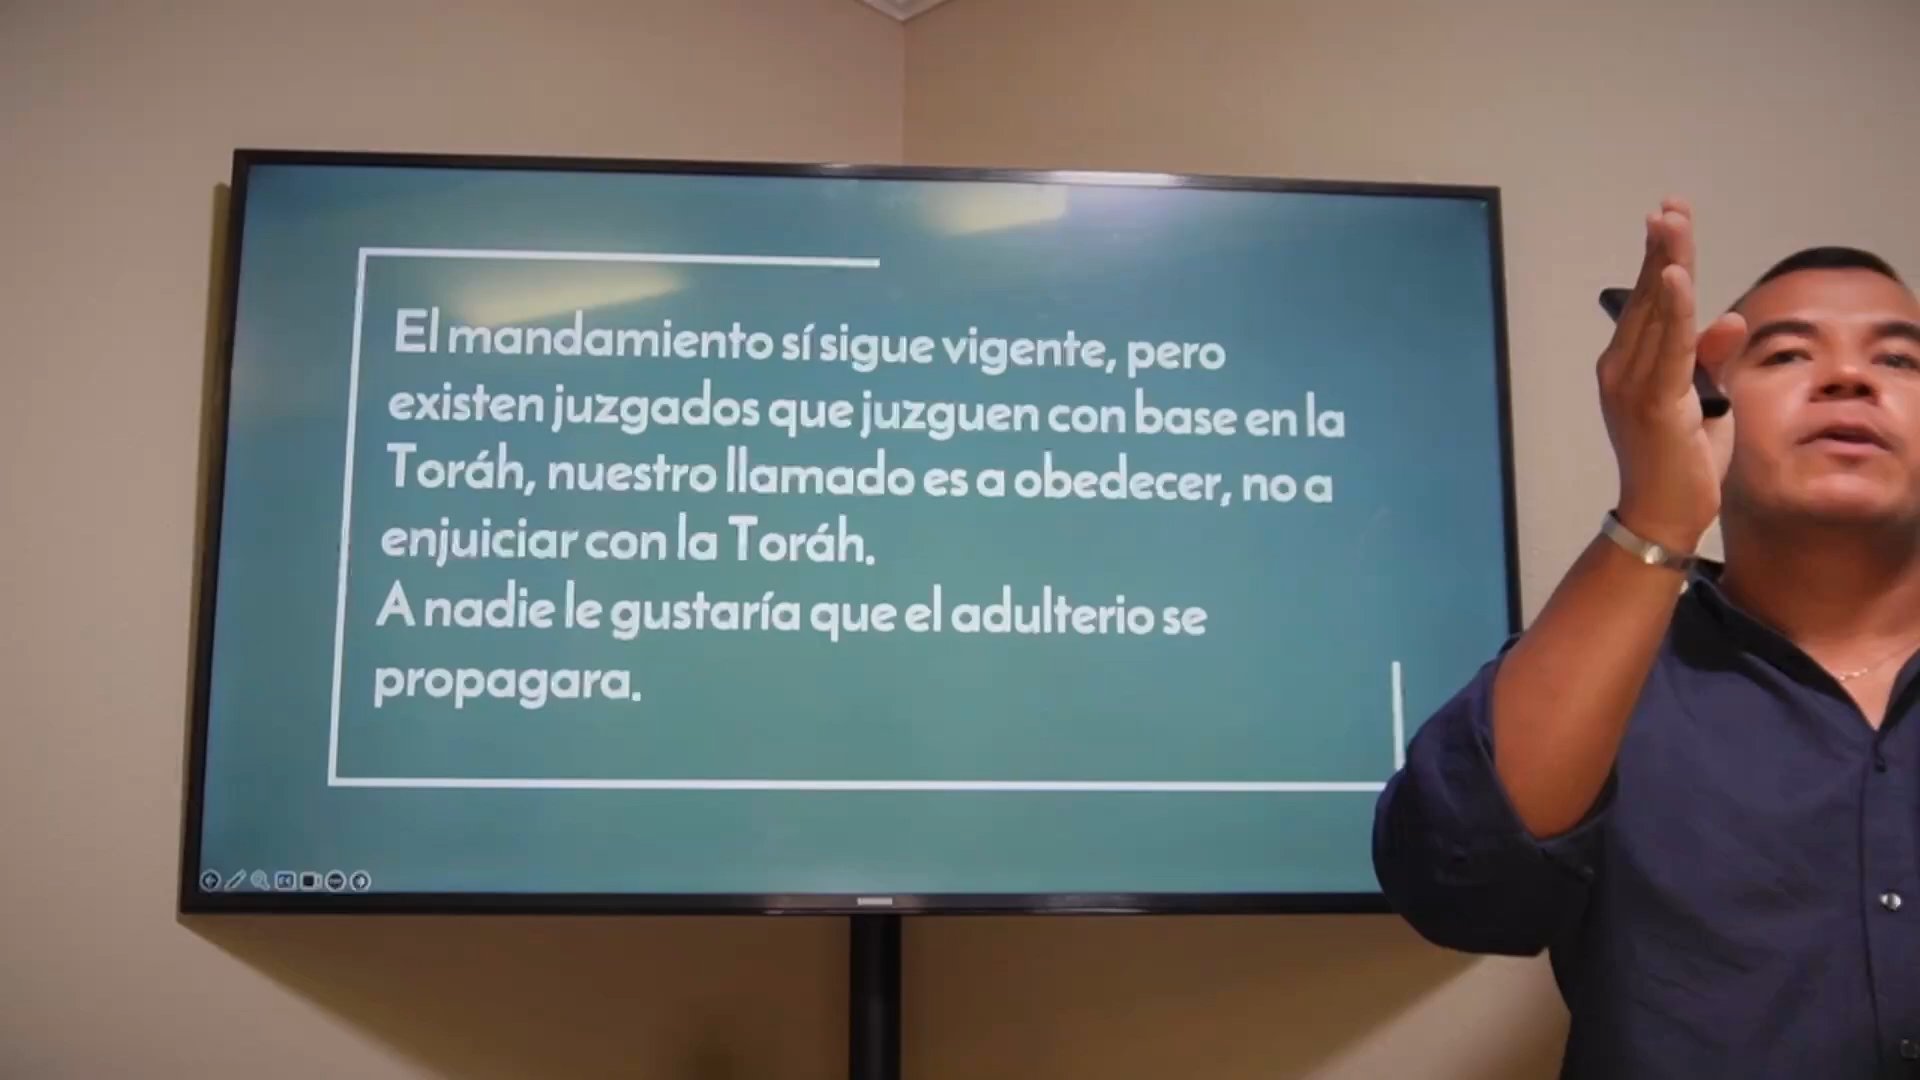 El mandamiento sí sigue vigente, pero
existen juzgados que juzguen con base en la
Toráh, nuestro llamado es a obedecer, no a
enjuiciar con la Toráh.
A nadie le gustaría que el adulterio se
propagara.